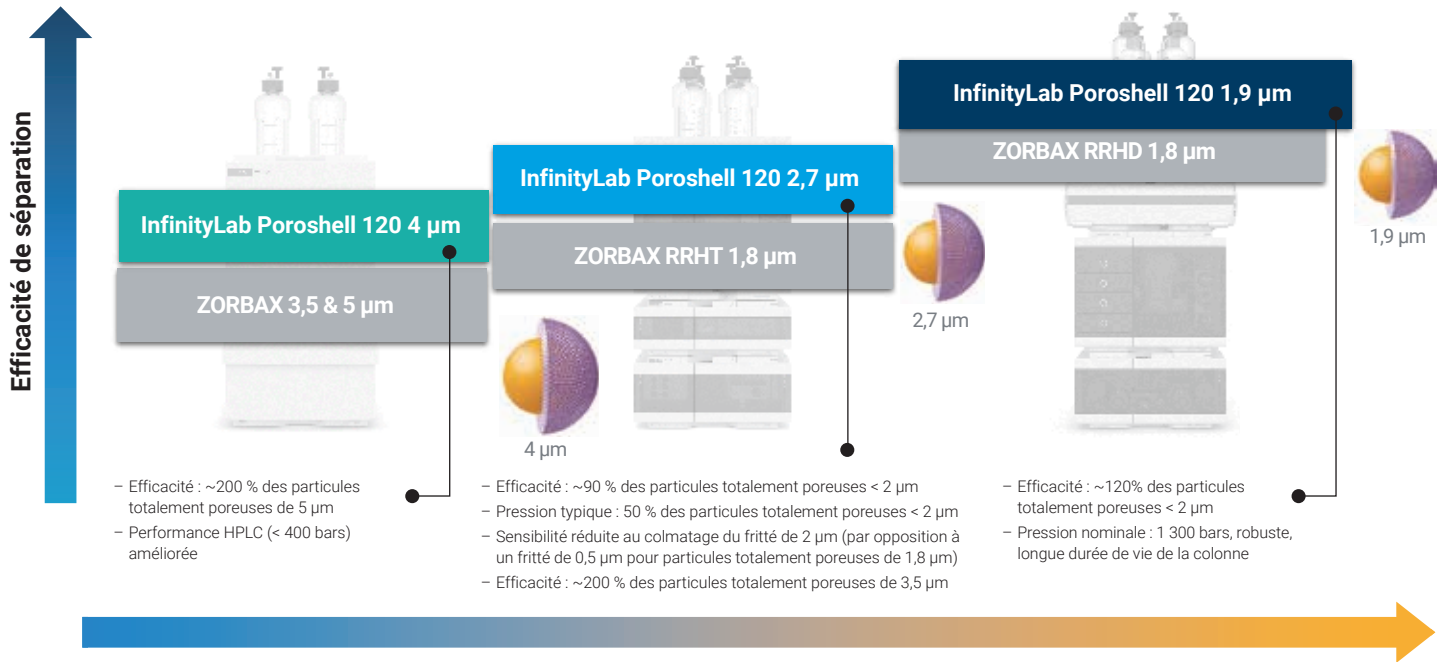 Efficacité de séparation
InfinityLab Poroshell 120 4 µm
ZORBAX 3,5 & 5 µm
4 µm
InfinityLab Poroshell 120 2,7 µm
ZORBAX RRHT 1,8 µm
2,7 µm
InfinityLab Poroshell 120 1,9 µm
ZORBAX RRHD 1,8 µm
1,9 µm
– Efficacité : ~200 % des particules
totalement poreuses de 5 µm
– Performance HPLC (< 400 bars)
améliorée
– Efficacité : ~90 % des particules totalement poreuses < 2 µm
– Pression typique : 50 % des particules totalement poreuses < 2 µm
– Sensibilité réduite au colmatage du fritté de 2 µm (par opposition à
un fritté de 0,5 µm pour particules totalement poreuses de 1,8 µm)
– Efficacité : ~200 % des particules totalement poreuses de 3,5 µm
– Efficacité : ~120% des particules
totalement poreuses < 2 µm
– Pression nominale : 1 300 bars, robuste,
longue durée de vie de la colonne